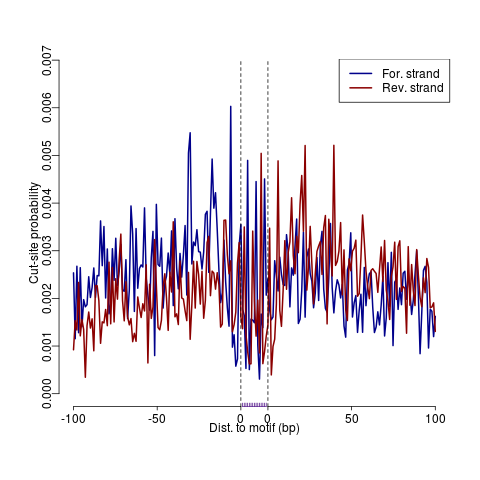 For. strand
Rev. strand
Cut-site probability
0.007
0.006
0.005
0.004
0.003
0.002
0.001
0.000
-100 -50 0 0 50 100
Dist. to motif (bp)